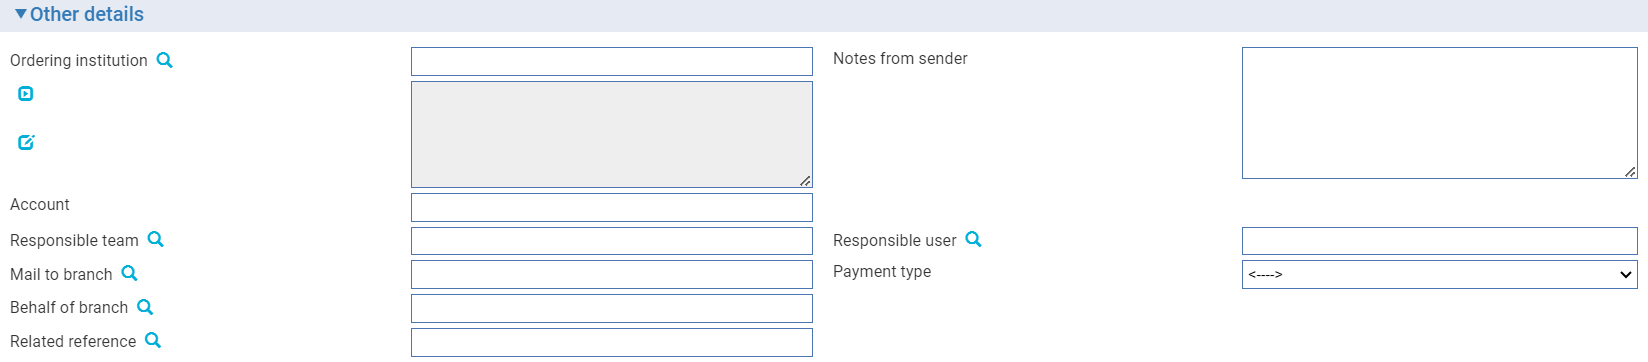 Other details
Ordering institution
Notes from sender
Account
Responsible team
Responsible user
Mail to branch
Payment type
<---->
Behalf of branch
Related reference